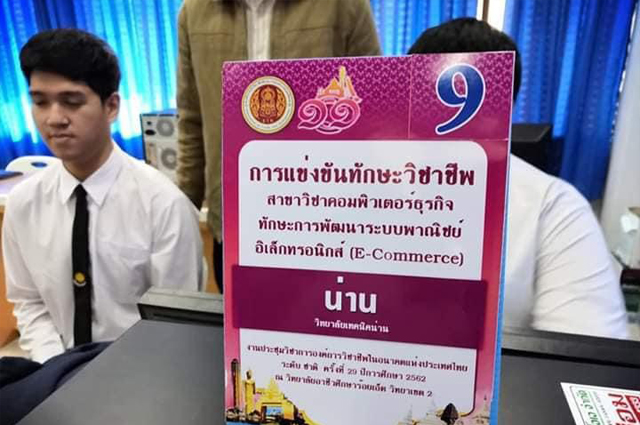 ๙
การแข่งขันทักษะวิชาชีพ
สาขาวิชาคอมพิวเตอร์ธุรกิจ
ทักษะการพัฒนาระบบพาณิชย์
อิเล็กทรอนิกส์ (E-Commerce)
น่าน
วิทยาลัยเทคนิคน่าน
งานประชุมวิชาการองค์การวิชาชีพในอนาคตแห่งประเทศไทย
ระดับ ชาติ ครั้งที่ 29 ปีการศึกษา 2562
ณ วิทยาลัยอาชีวศึกษาร้อยเอ็ด วิทยาเขต 2